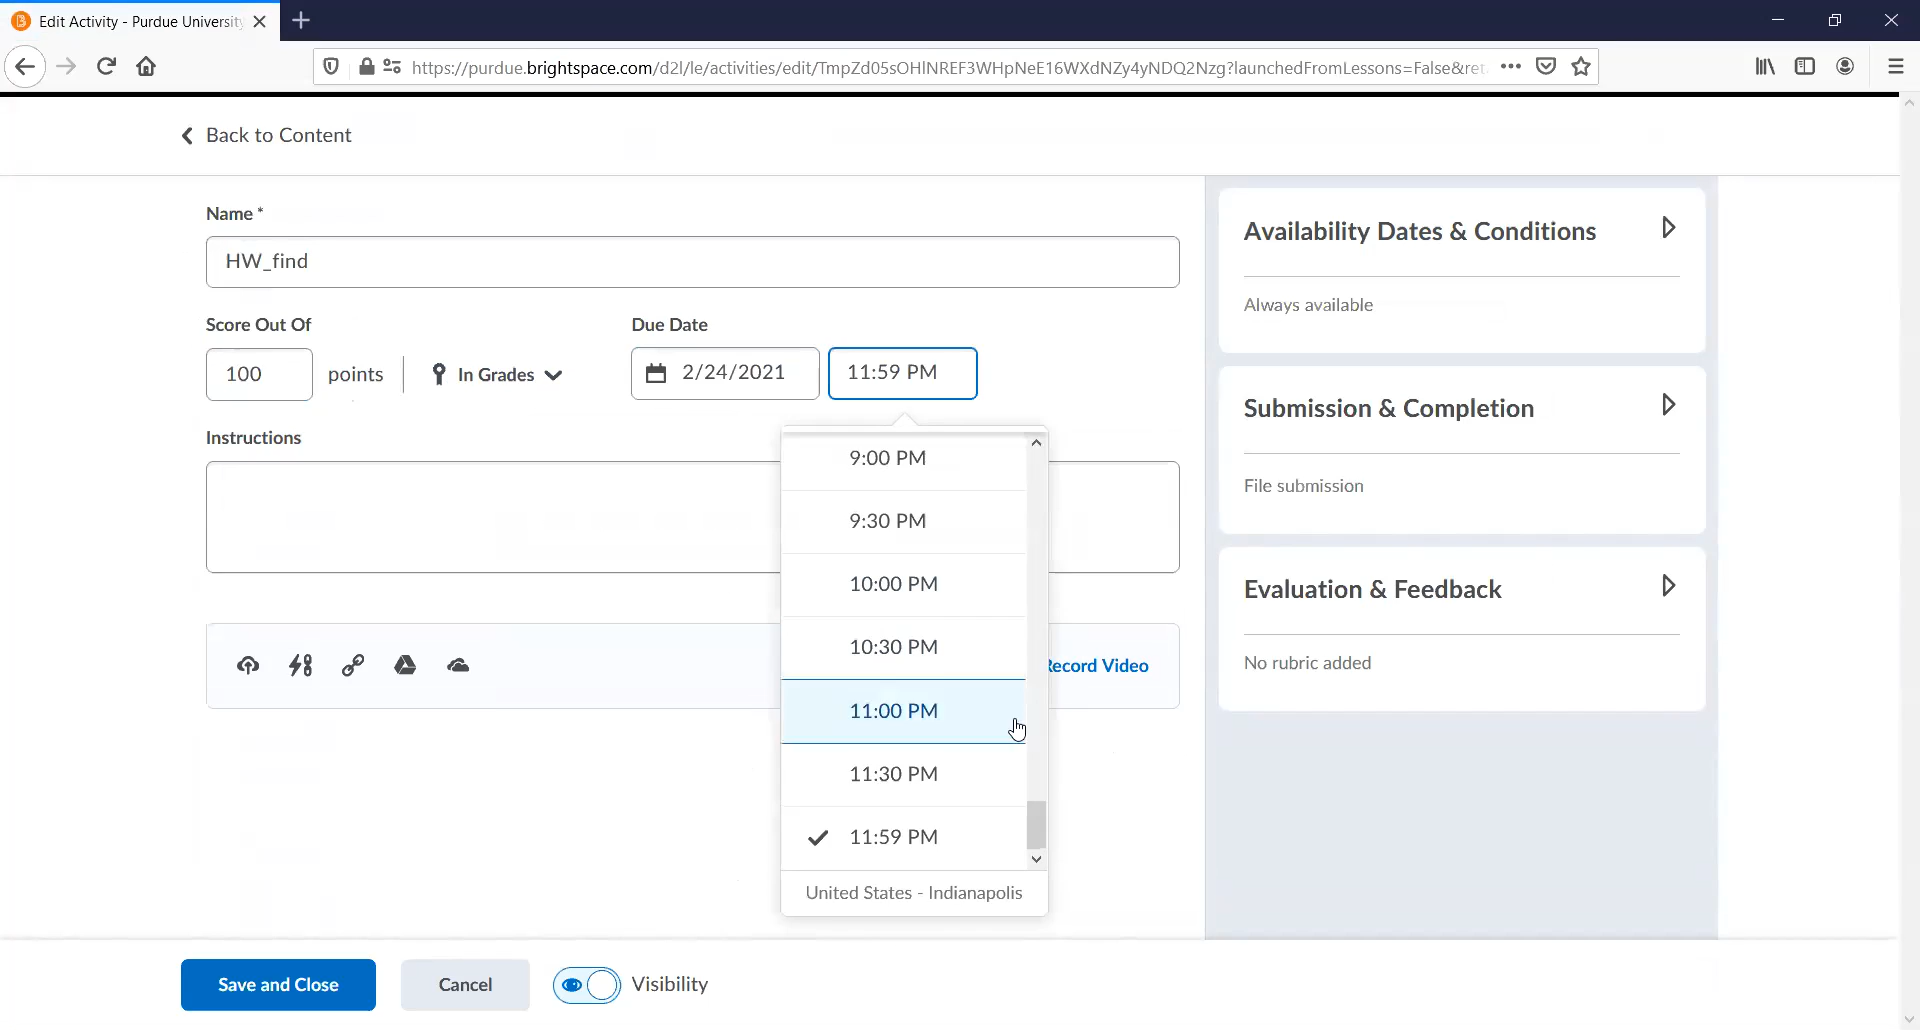 Edit Activity - Purdue University
https://purdue.brightspace.com/d2l/le/activities/edit/TmpZd05sOHlNREF3WHpNeE16WXdNZy4yNDQ2Nzg?launchedFromLessons=False&ret
Back to Content
Name *
HW_find
Score Out Of
100 points In Grades
Due Date
2/24/2021 11:59 PM
Instructions
9:00 PM
9:30 PM
10:00 PM
10:30 PM
11:00 PM
11:30 PM
11:59 PM
United States - Indianapolis
Record Video
Availability Dates & Conditions
Always available
Submission & Completion
File submission
Evaluation & Feedback
No rubric added
Save and Close
Cancel
Visibility